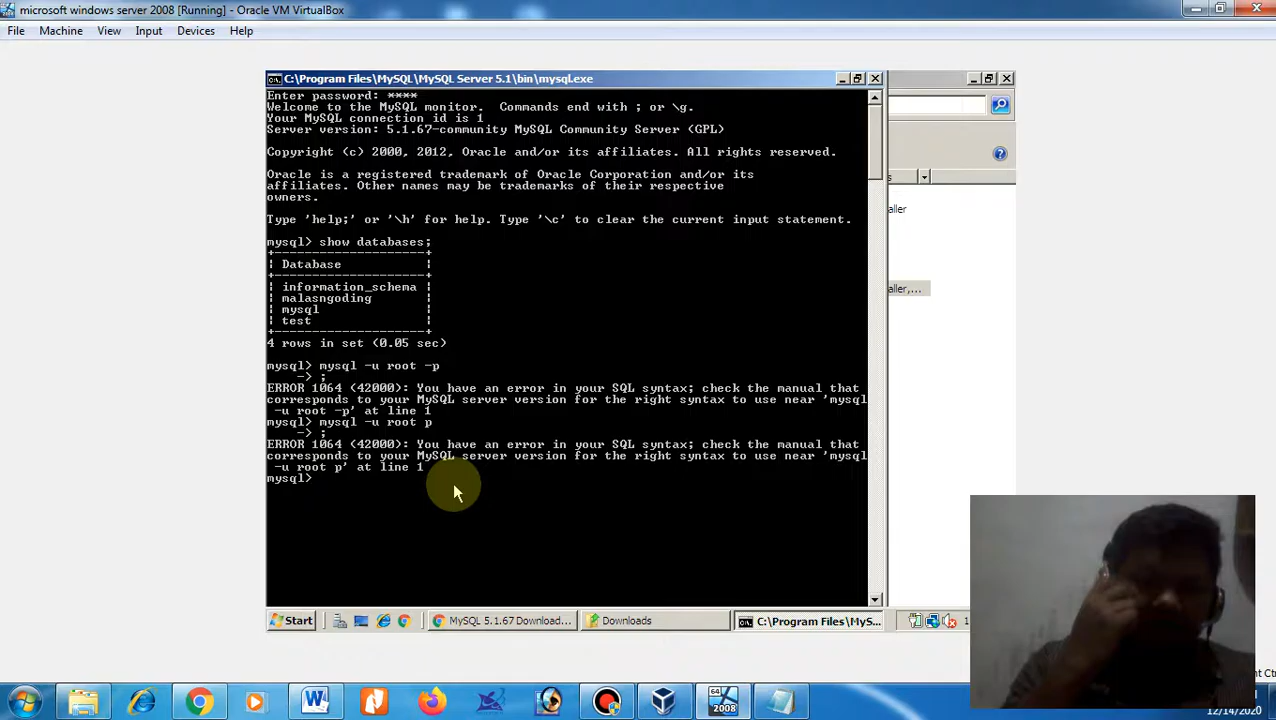 microsoft windows server 2008 [Running] - Oracle VM VirtualBox
File Machine View Input Devices Help
C:\Program Files\MySQL\MySQL Server 5.1\bin\mysql.exe
Enter password: ****
Welcome to the MySQL monitor.  Commands end with ; or \g.
Your MySQL connection id is 1
Server version: 5.1.67-community MySQL Community Server (GPL)
Copyright (c) 2000, 2012, Oracle and/or its affiliates. All rights reserved.
Oracle is a registered trademark of Oracle Corporation and/or its
affiliates. Other names may be trademarks of their respective
owners.
Type 'help;' or '\h' for help. Type '\c' to clear the current input statement.
mysql> show databases;
+--------------------+
| Database           |
+--------------------+
| information_schema |
| malasngoding       |
| mysql              |
| test               |
+--------------------+
4 rows in set (0.05 sec)
mysql> mysql -u root -p
    -> ;
ERROR 1064 (42000): You have an error in your SQL syntax; check the manual that
corresponds to your MySQL server version for the right syntax to use near 'mysql
-u root -p' at line 1
mysql> mysql -u root p
    -> ;
ERROR 1064 (42000): You have an error in your SQL syntax; check the manual that
corresponds to your MySQL server version for the right syntax to use near 'mysql
-u root p' at line 1
mysql>
s
aller
aller,...
Start
MySQL 5.1.67 Download...
Downloads
C:\Program Files\MyS...
1
Ct
64
2008
12/14/2020